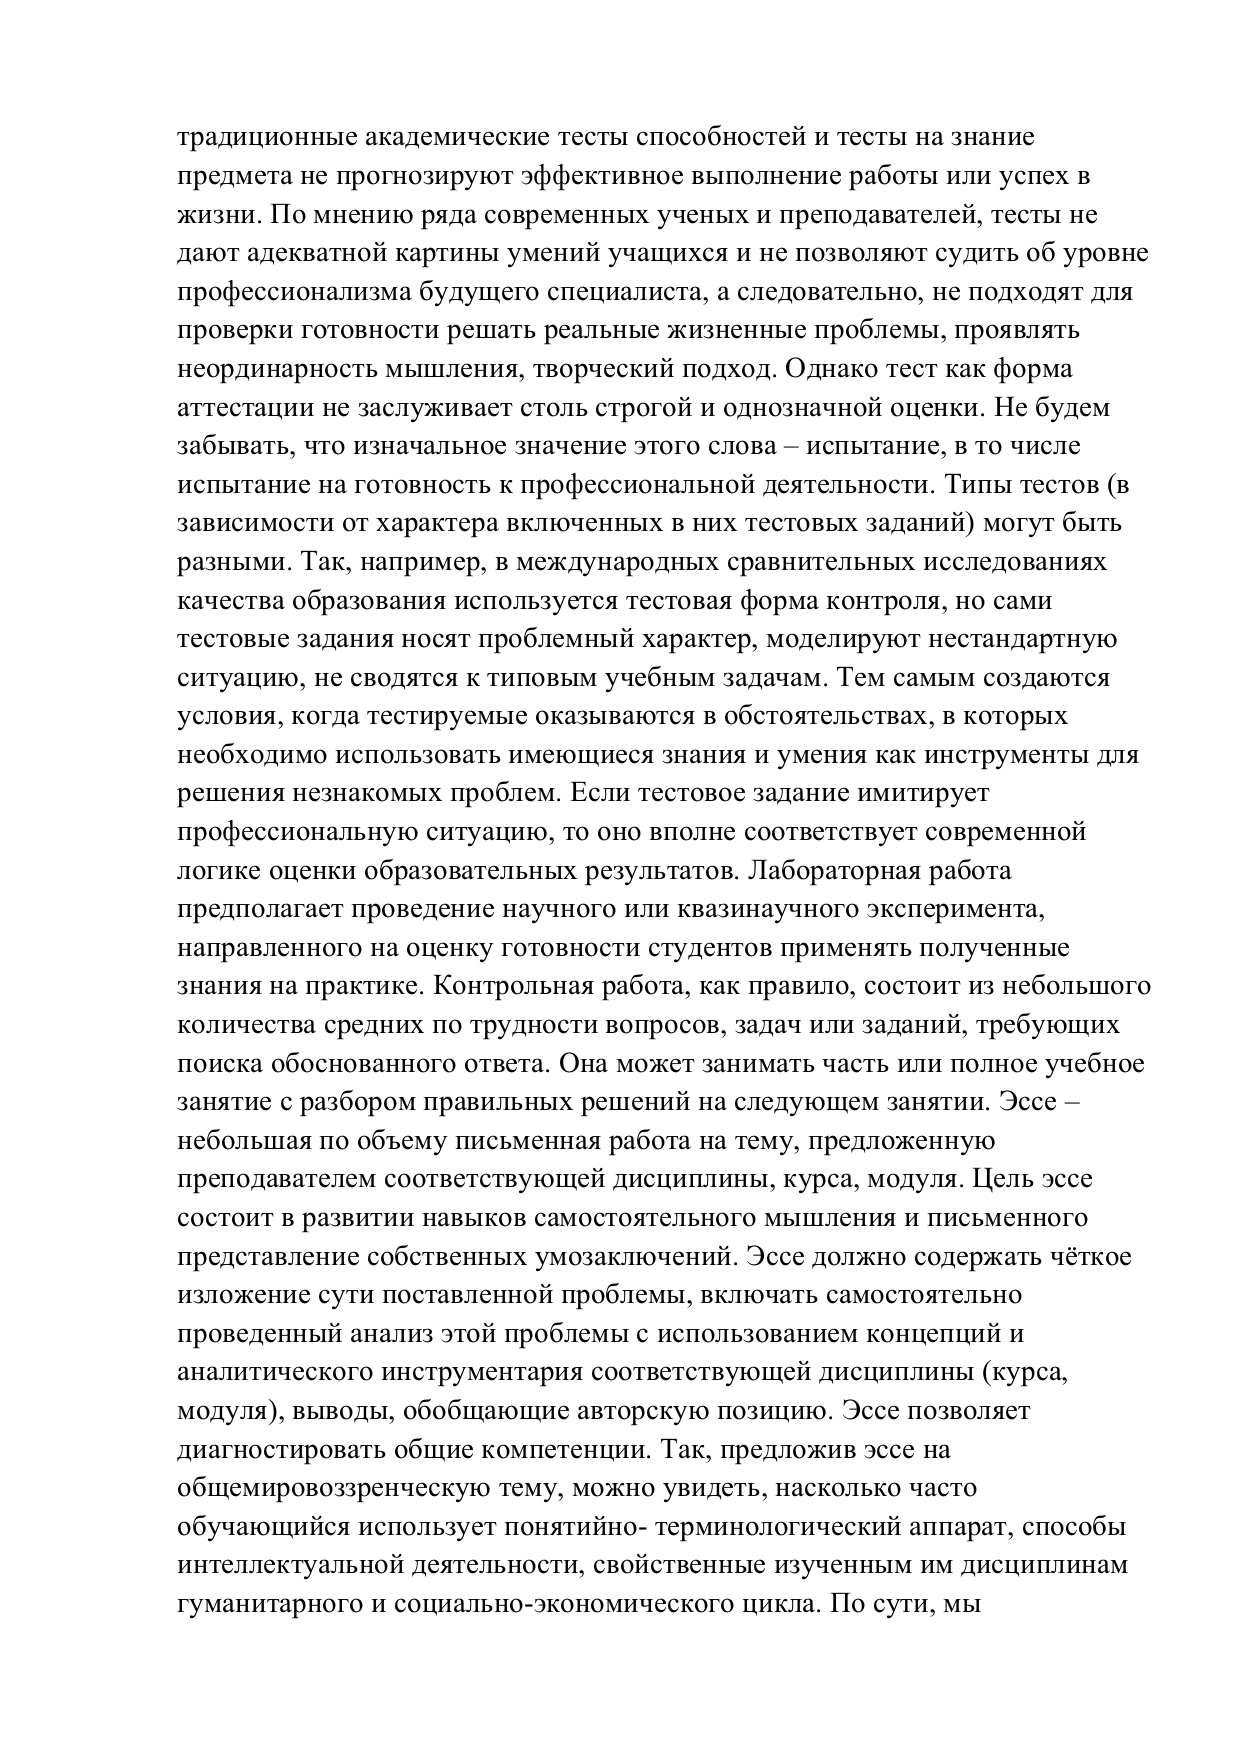 традиционные академические тесты способностей и тесты на знание
предмета не прогнозируют эффективное выполнение работы или успех в
жизни. По мнению ряда современных ученых и преподавателей, тесты не
дают адекватной картины умений учащихся и не позволяют судить об уровне
профессионализма будущего специалиста, а следовательно, не подходят для
проверки готовности решать реальные жизненные проблемы, проявлять
неординарность мышления, творческий подход. Однако тест как форма
аттестации не заслуживает столь строгой и однозначной оценки. Не будем
забывать, что изначальное значение этого слова – испытание, в то числе
испытание на готовность к профессиональной деятельности. Типы тестов (в
зависимости от характера включенных в них тестовых заданий) могут быть
разными. Так, например, в международных сравнительных исследованиях
качества образования используется тестовая форма контроля, но сами
тестовые задания носят проблемный характер, моделируют нестандартную
ситуацию, не сводятся к типовым учебным задачам. Тем самым создаются
условия, когда тестируемые оказываются в обстоятельствах, в которых
необходимо использовать имеющиеся знания и умения как инструменты для
решения незнакомых проблем. Если тестовое задание имитирует
профессиональную ситуацию, то оно вполне соответствует современной
логике оценки образовательных результатов. Лабораторная работа
предполагает проведение научного или квазинаучного эксперимента,
направленного на оценку готовности студентов применять полученные
знания на практике. Контрольная работа, как правило, состоит из небольшого
количества средних по трудности вопросов, задач или заданий, требующих
поиска обоснованного ответа. Она может занимать часть или полное учебное
занятие с разбором правильных решений на следующем занятии. Эссе –
небольшая по объему письменная работа на тему, предложенную
преподавателем соответствующей дисциплины, курса, модуля. Цель эссе
состоит в развитии навыков самостоятельного мышления и письменного
представление собственных умозаключений. Эссе должно содержать чёткое
изложение сути поставленной проблемы, включать самостоятельно
проведенный анализ этой проблемы с использованием концепций и
аналитического инструментария соответствующей дисциплины (курса,
модуля), выводы, обобщающие авторскую позицию. Эссе позволяет
диагностировать общие компетенции. Так, предложив эссе на
общемировоззренческую тему, можно увидеть, насколько часто
обучающийся использует понятийно- терминологический аппарат, способы
интеллектуальной деятельности, свойственные изученным им дисциплинам
гуманитарного и социально-экономического цикла. По сути, мы